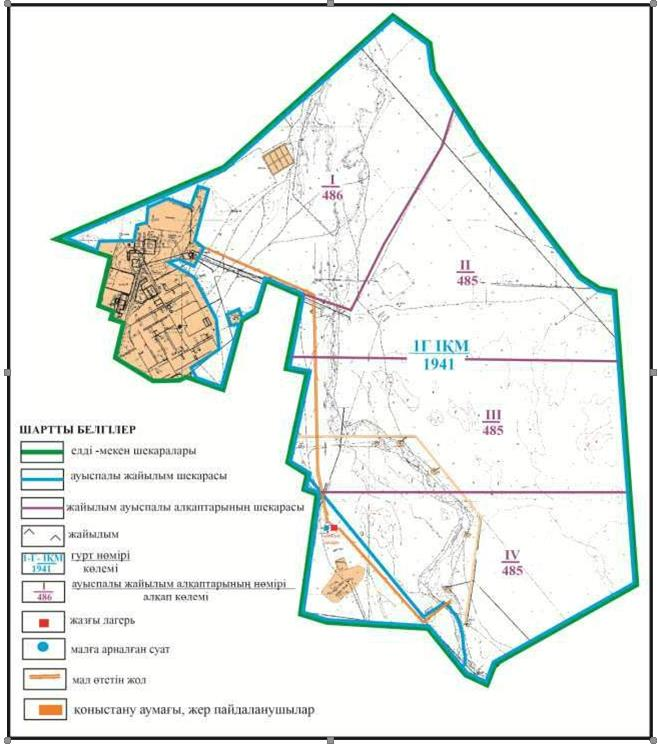 I
486
II
485
1Г ІҚМ
1941
III
485
IV
485
ШАРТТЫ БЕЛГІЛЕР
елді -мекен шекаралары
ауыспалы жайылым шекарасы
жайылым ауыспалы алқаптарының шекарасы
жайылым
1-Г - ІҚМ гурт нөмірі
1941 көлемі
I ауыспалы жайылым алқаптарының нөмірі
486 алқап көлемі
жазғы лагерь
малға арналған суат
мал өтетін жол
қоныстану аумағы, жер пайдаланушылар